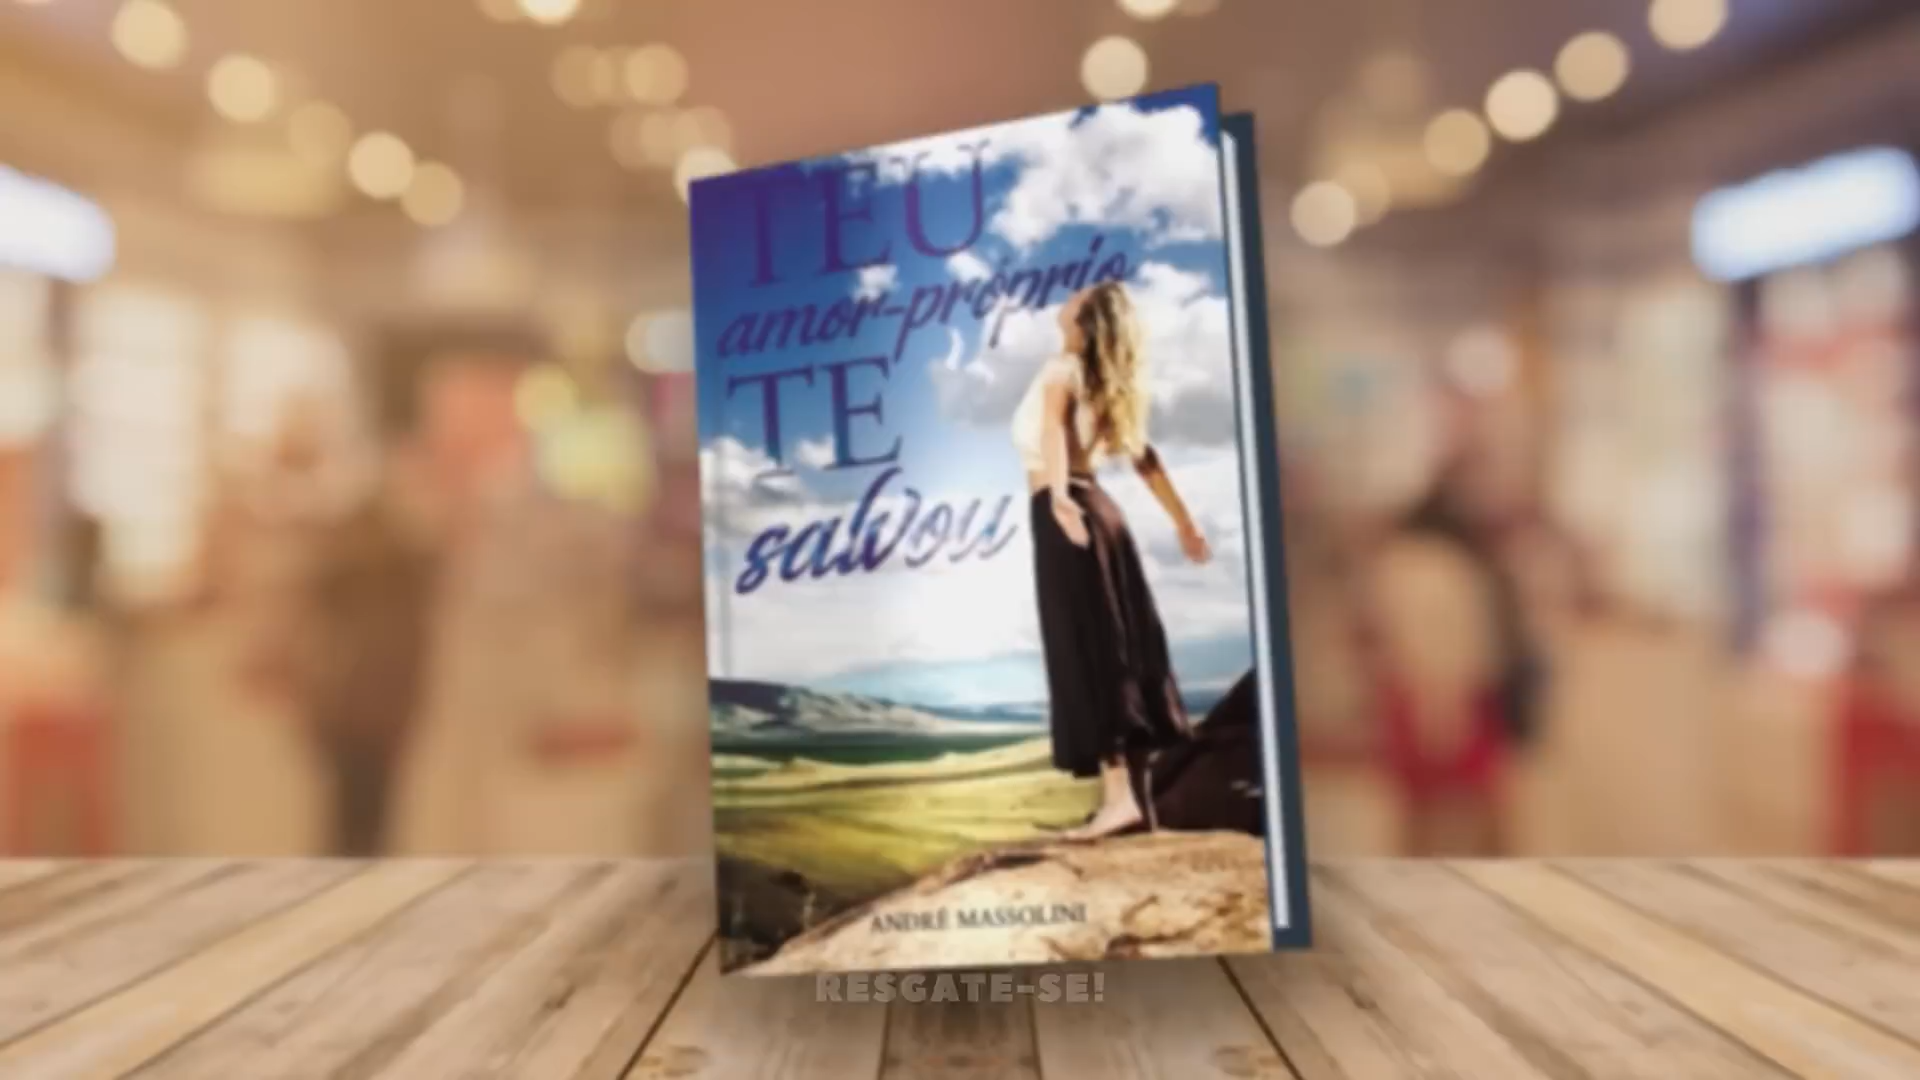 TEU
amor-próprio
TE
salvou
ANDRÉ MASSOLINI
RESGATE-SE!